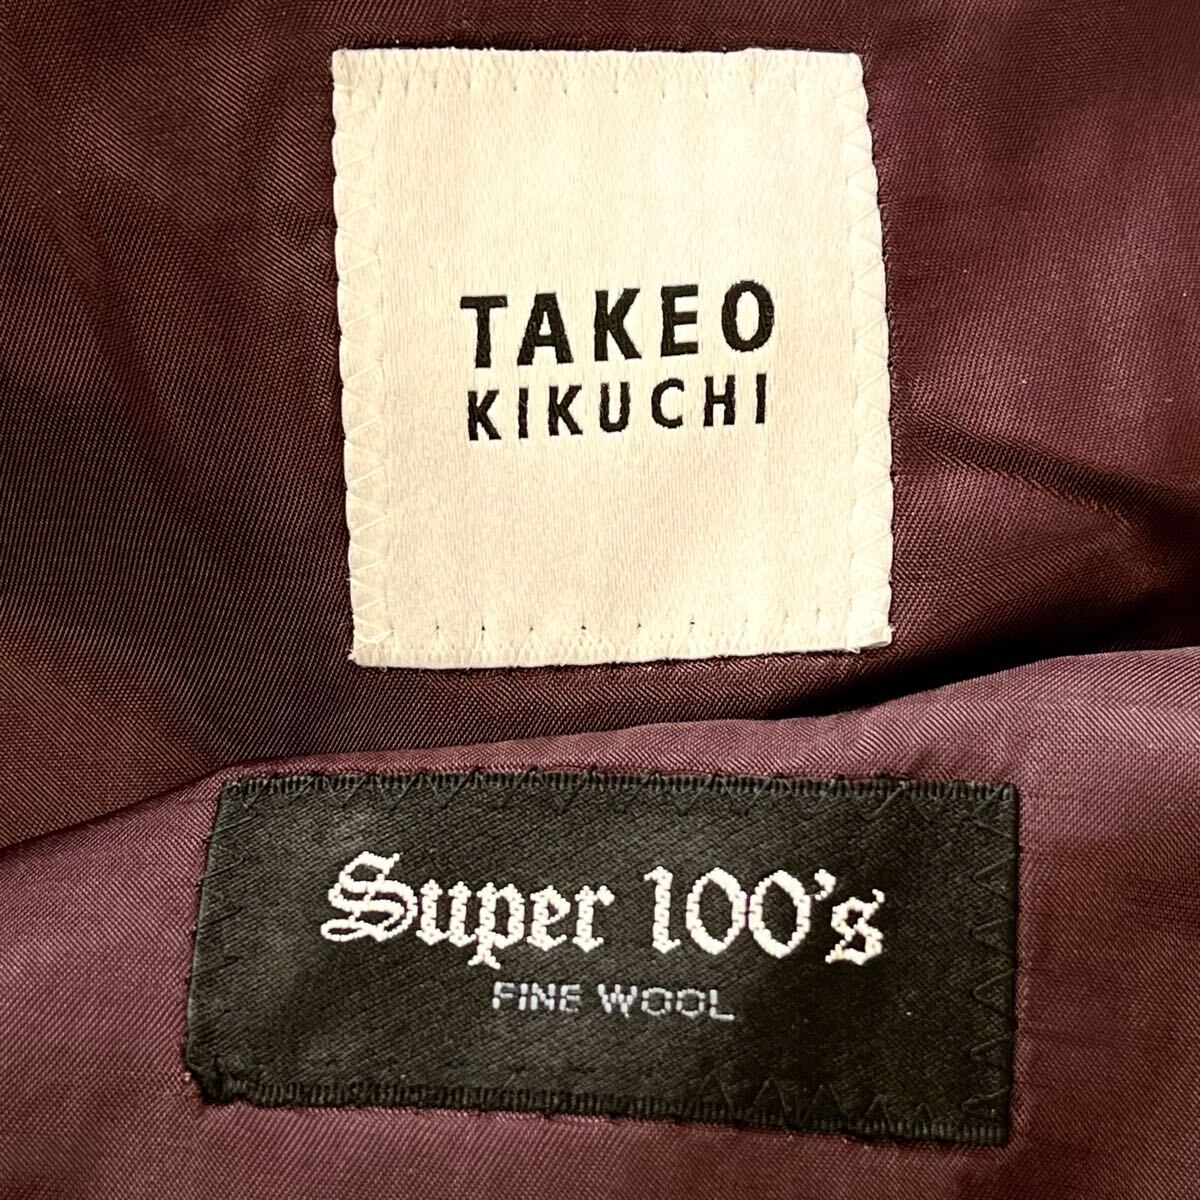 TAKEO
KIKUCHI
Super 100's
FINE WOOL